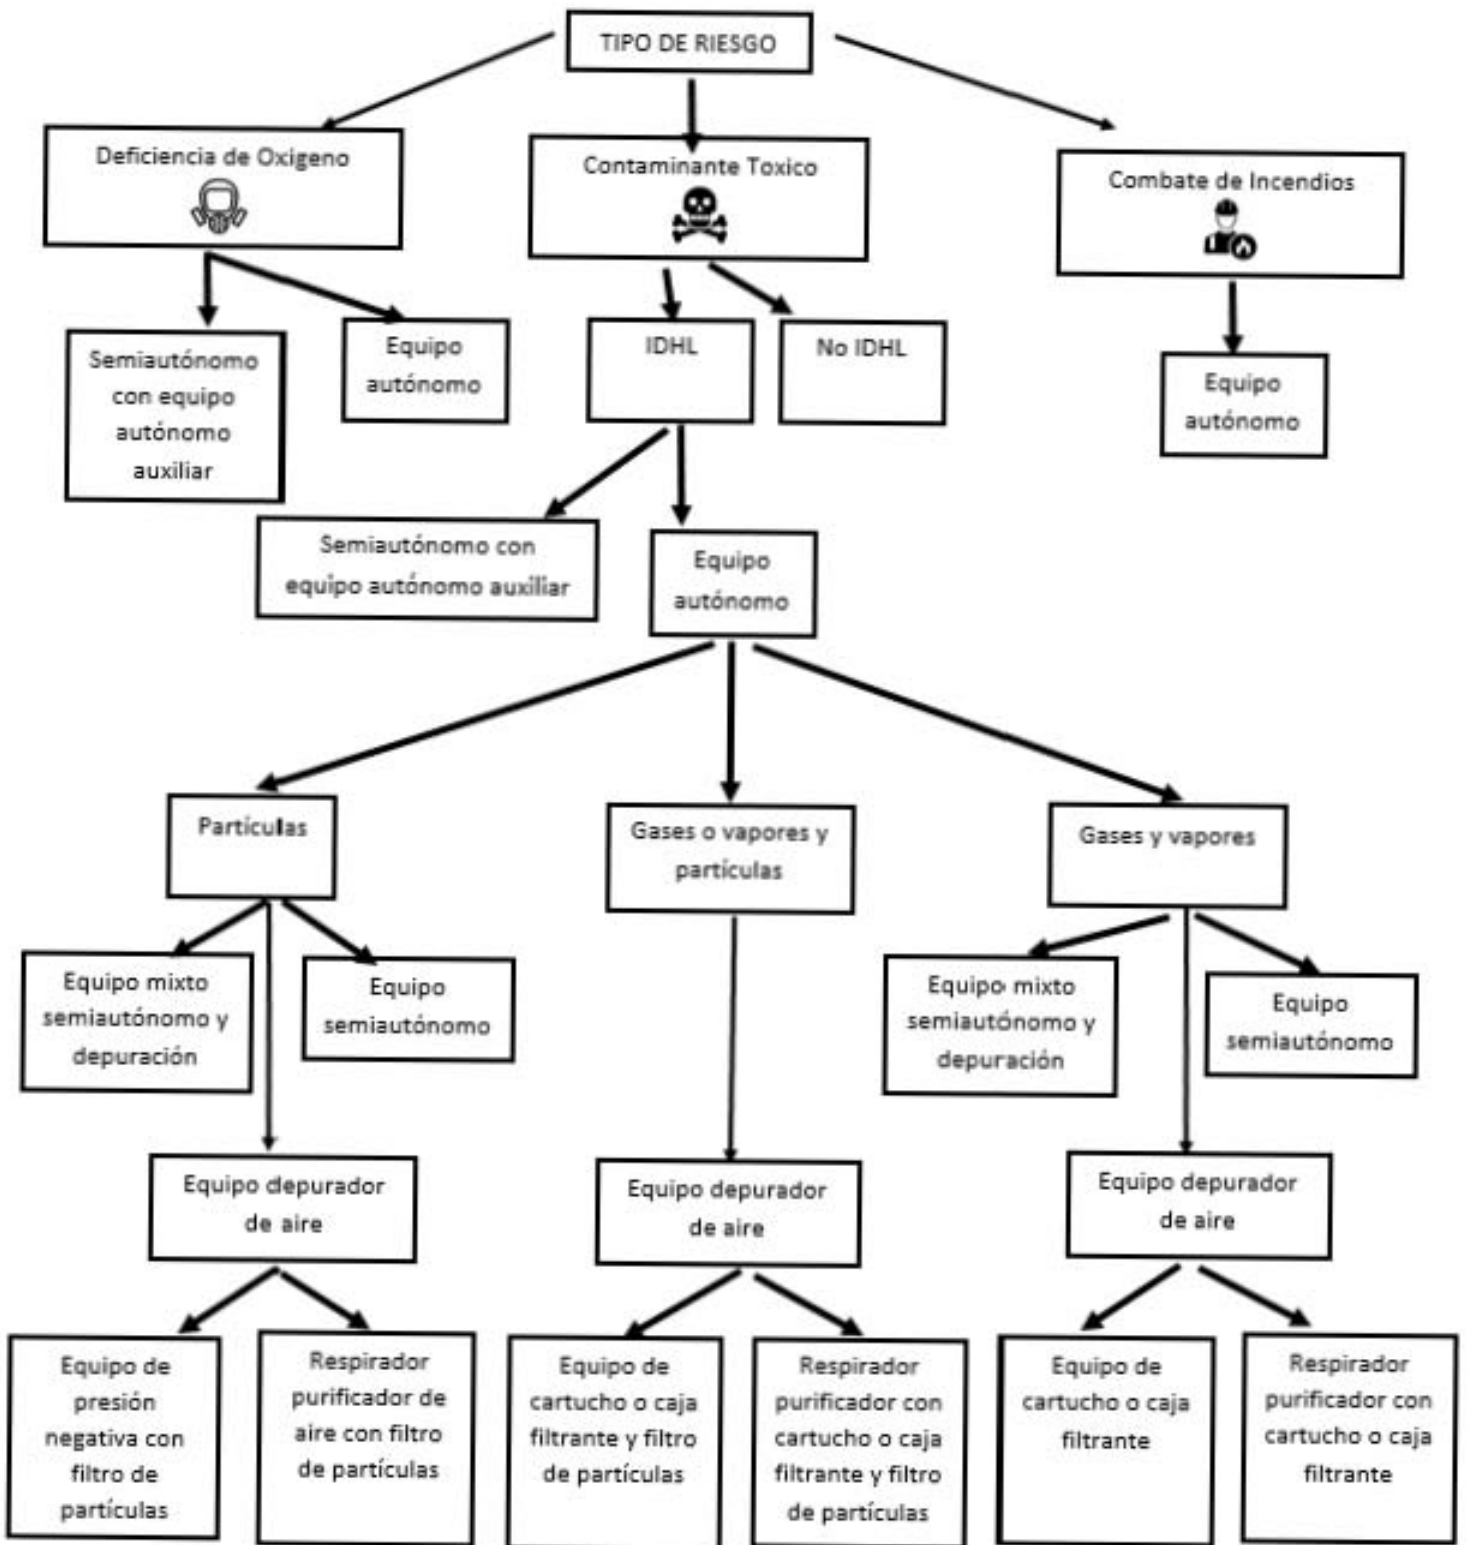 TIPO DE RIESGO
Deficiencia de Oxigeno
Contaminante Toxico
Combate de Incendios
Semiautónomo
con equipo
autónomo
auxiliar
Equipo
autónomo
IDHL
No IDHL
Equipo
autónomo
Semiautónomo con
equipo autónomo auxiliar
Equipo
autónomo
Partículas
Gases o vapores y
partículas
Gases y vapores
Equipo mixto
semiautónomo y
depuración
Equipo
semiautónomo
Equipo mixto
semiautónomo y
depuración
Equipo
semiautónomo
Equipo depurador
de aire
Equipo depurador
de aire
Equipo depurador
de aire
Equipo de
presión
negativa con
filtro de
partículas
Respirador
purificador de
aire con filtro
de partículas
Equipo de
cartucho o caja
filtrante y filtro
de partículas
Respirador
purificador con
cartucho o caja
filtrante y filtro
de partículas
Equipo de
cartucho o caja
filtrante
Respirador
purificador con
cartucho o caja
filtrante